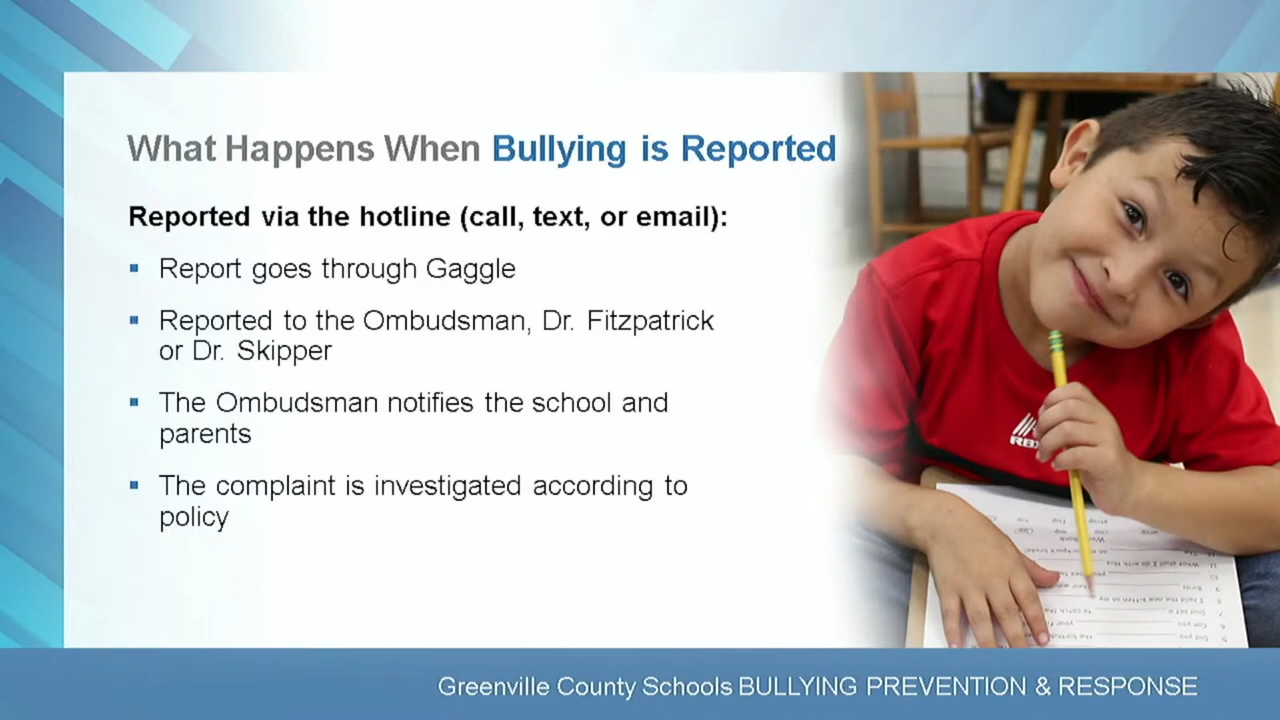 What Happens When Bullying is Reported
Reported via the hotline (call, text, or email):
▪ Report goes through Gaggle
▪ Reported to the Ombudsman, Dr. Fitzpatrick
or Dr. Skipper
▪ The Ombudsman notifies the school and
parents
▪ The complaint is investigated according to
policy
Greenville County Schools BULLYING PREVENTION & RESPONSE